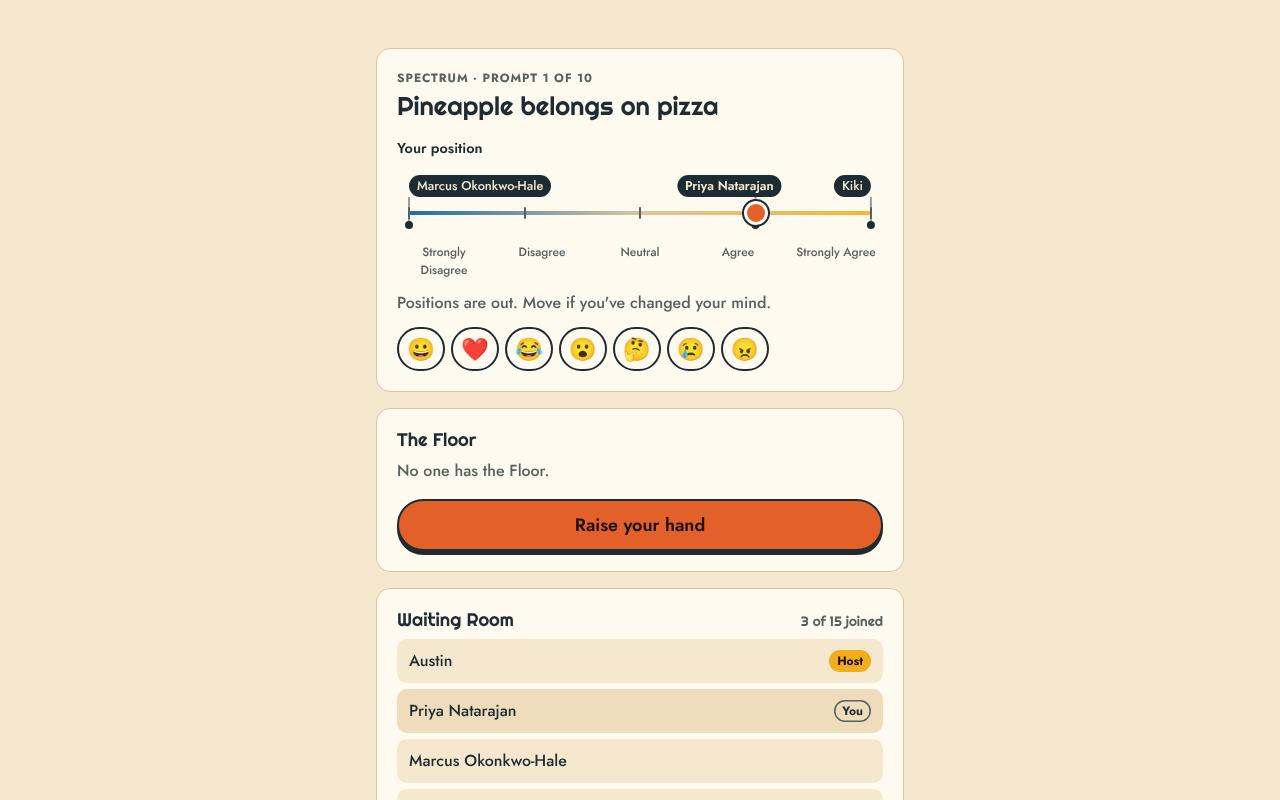 SPECTRUM · PROMPT 1 OF 10
Pineapple belongs on pizza
Your position
Marcus Okonkwo-Hale
Priya Natarajan
Kiki
Strongly Disagree
Disagree
Neutral
Agree
Strongly Agree
Positions are out. Move if you've changed your mind.
The Floor
No one has the Floor.
Raise your hand
Waiting Room
3 of 15 joined
Austin
Host
Priya Natarajan
You
Marcus Okonkwo-Hale